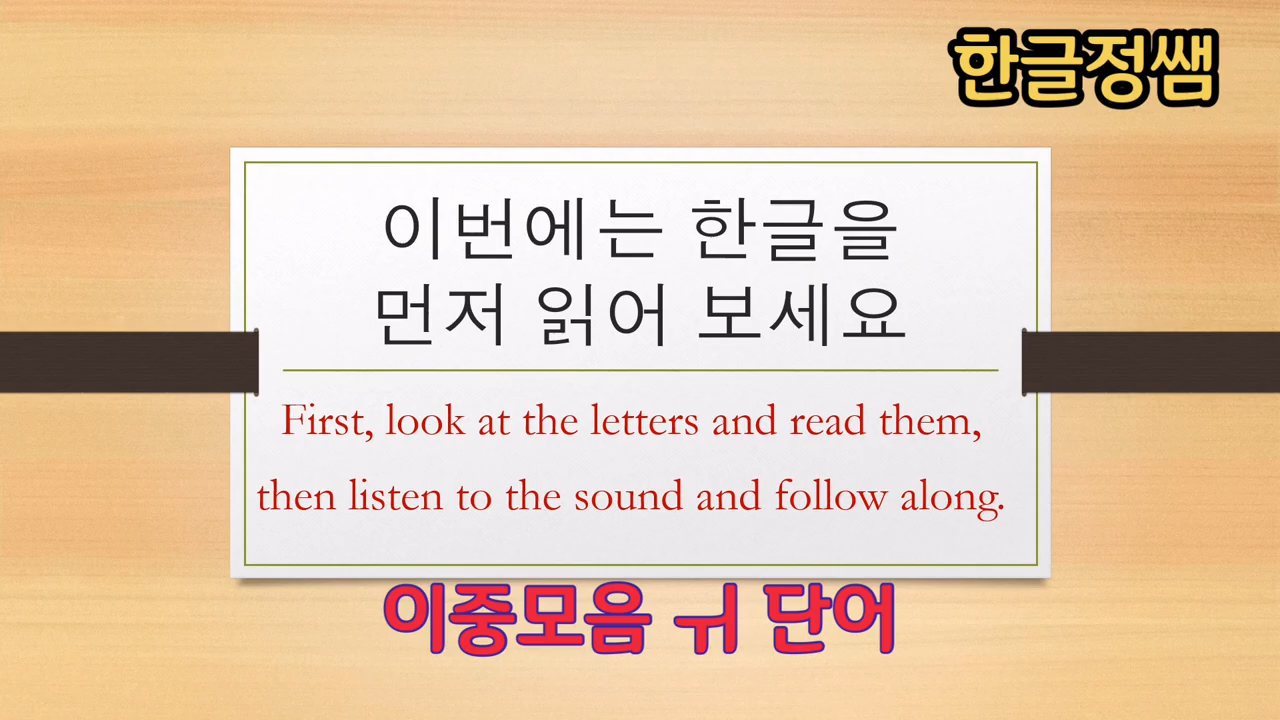 한글정쌤
이번에는 한글을
먼저 읽어 보세요
First, look at the letters and read them,
then listen to the sound and follow along.
이중모음 ㅟ 단어